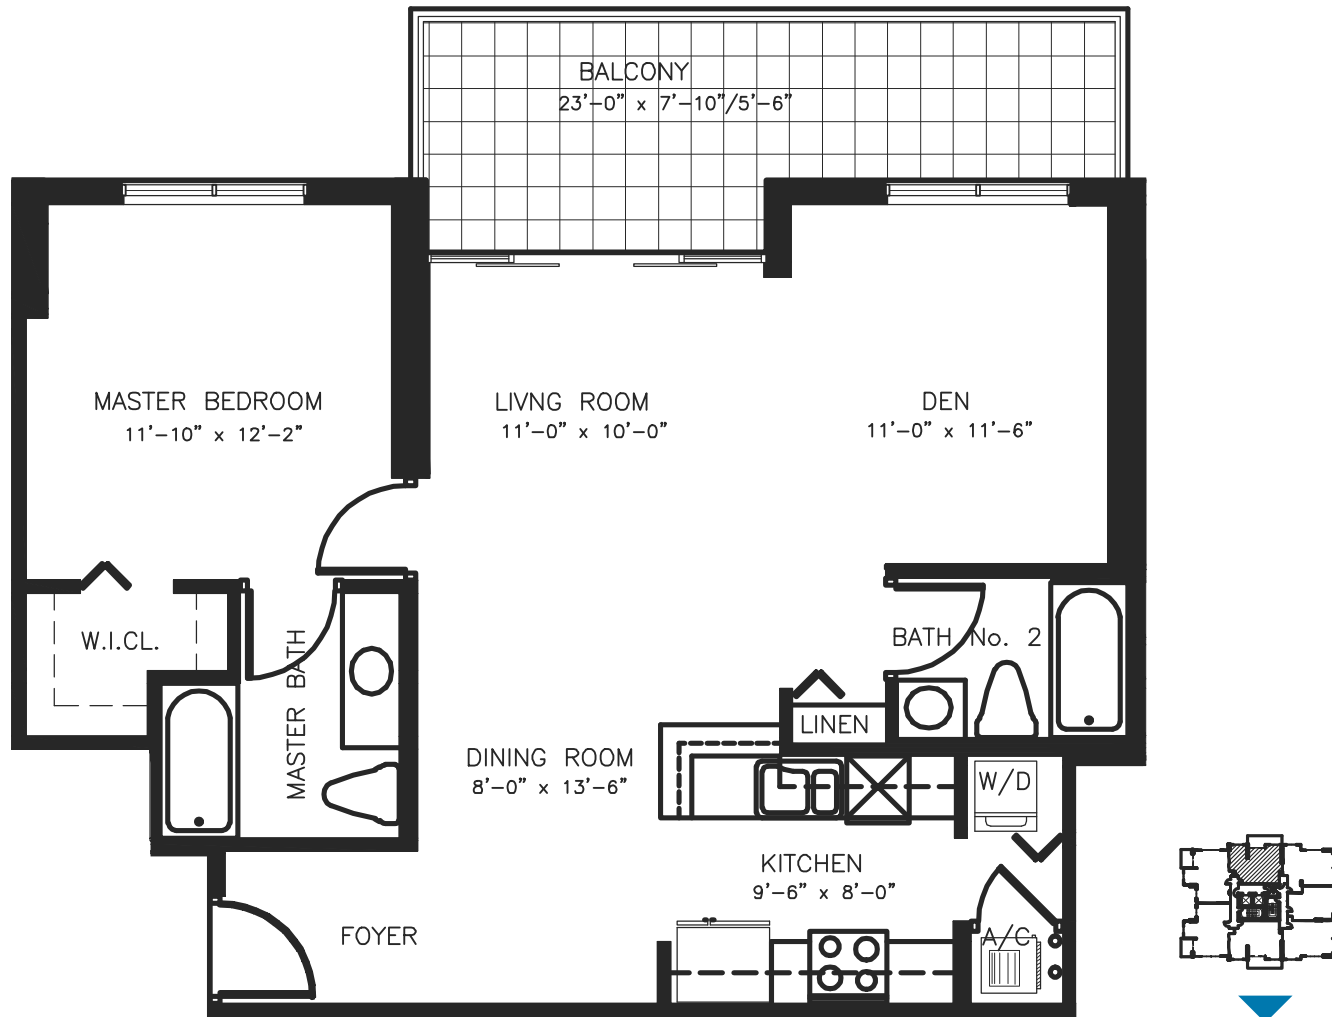 BALCONY
23'-0" x 7'-10"/5'-6"
MASTER BEDROOM
11'-10" x 12'-2"
LIVNG ROOM
11'-0" x 10'-0"
DEN
11'-0" x 11'-6"
W.I.CL.
MASTER BATH
BATH No. 2
LINEN
DINING ROOM
8'-0" x 13'-6"
W/D
KITCHEN
9'-6" x 8'-0"
FOYER
A/C